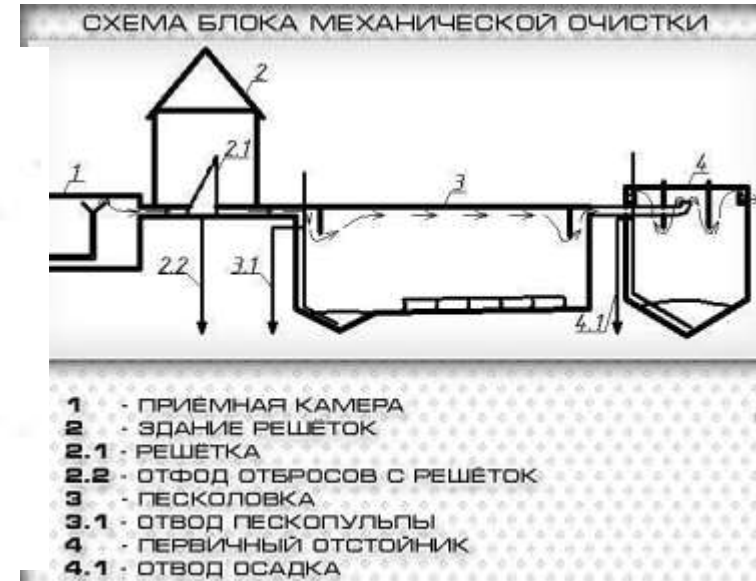 СХЕМА БЛОКА МЕХАНИЧЕСКОЙ ОЧИСТКИ
2
2.1
1
3
4
2.2
3.1
4.1
1 - ПРИЁМНАЯ КАМЕРА
2 - ЗДАНИЕ РЕШЁТОК
2.1 - РЕШЁТКА
2.2 - ОТФОД ОТБРОСОВ С РЕШЁТОК
3 - ПЕСКОЛОВКА
3.1 - ОТВОД ПЕСКОПУЛЬПЫ
4 - ПЕРВИЧНЫЙ ОТСТОЙНИК
4.1 - ОТВОД ОСАДКА